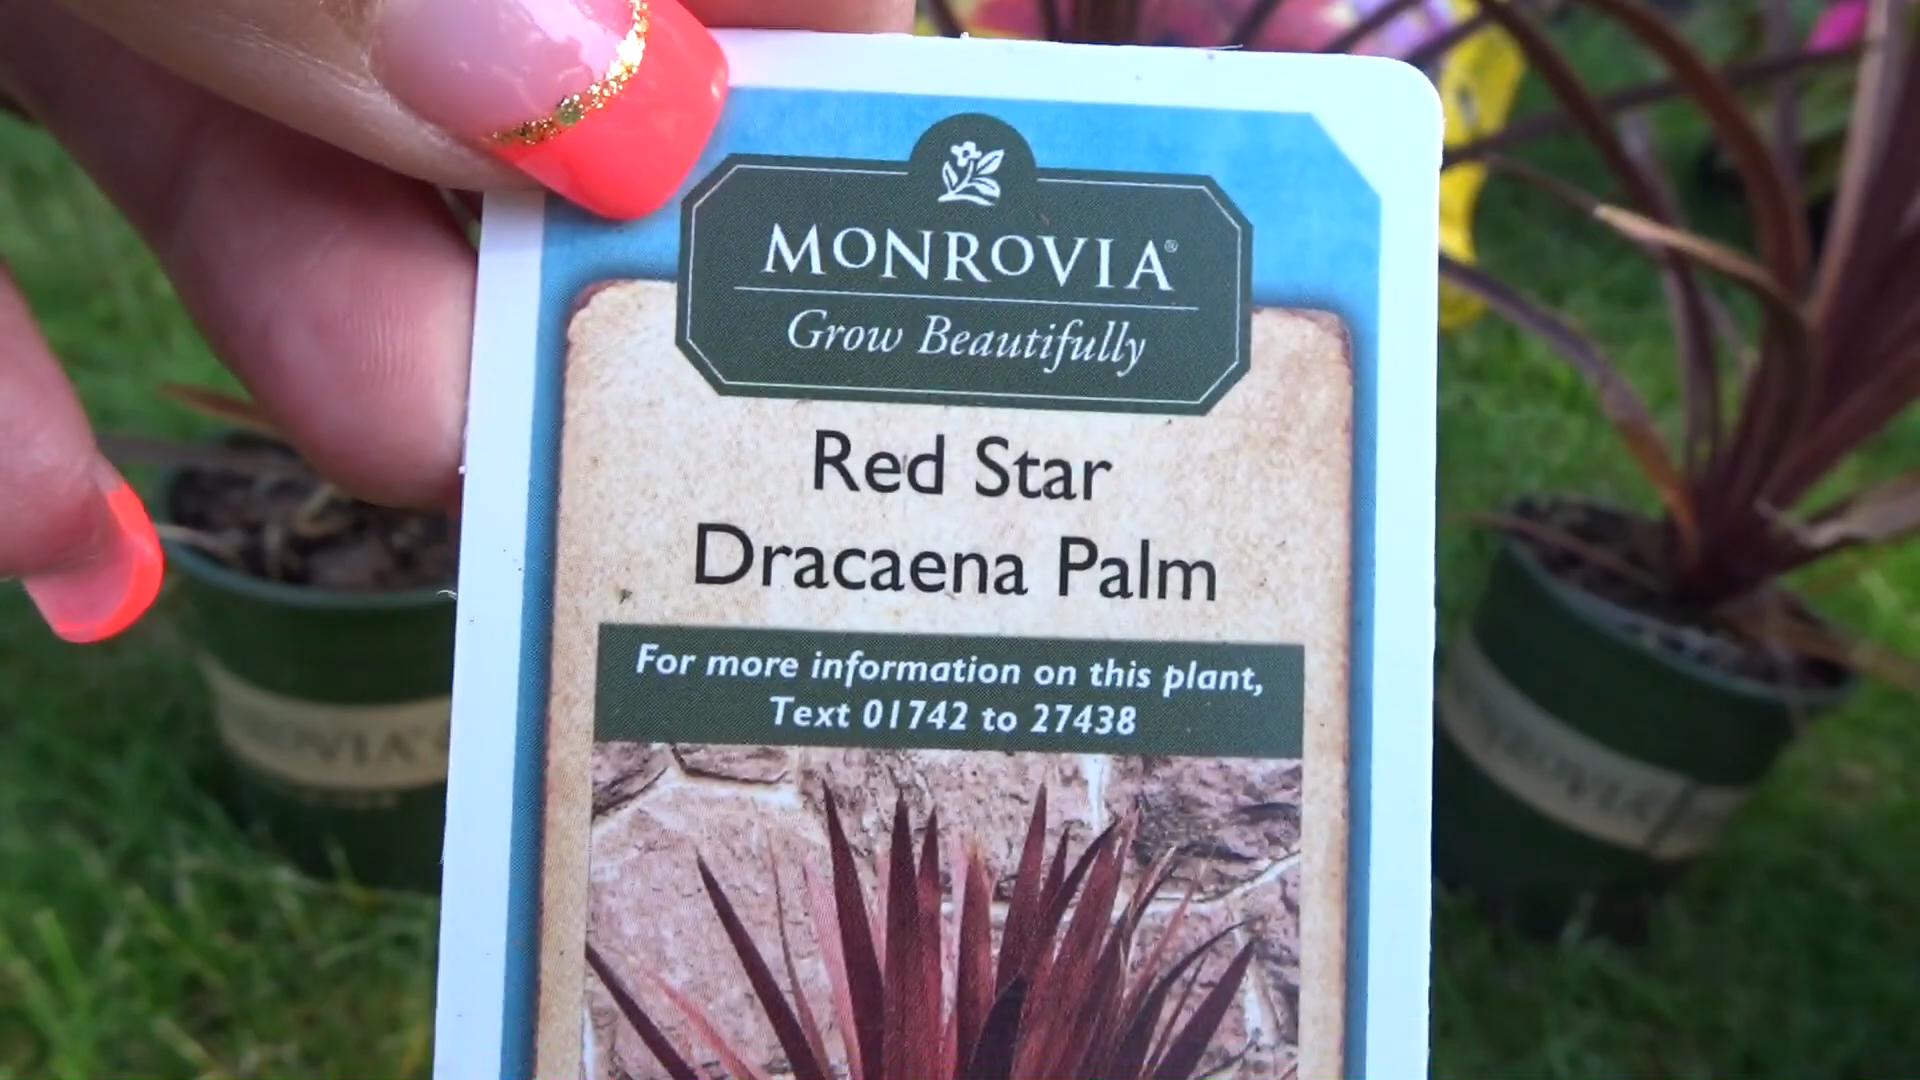 MONROVIA®
Grow Beautifully
Red Star
Dracaena Palm
For more information on this plant,
Text 01742 to 27438